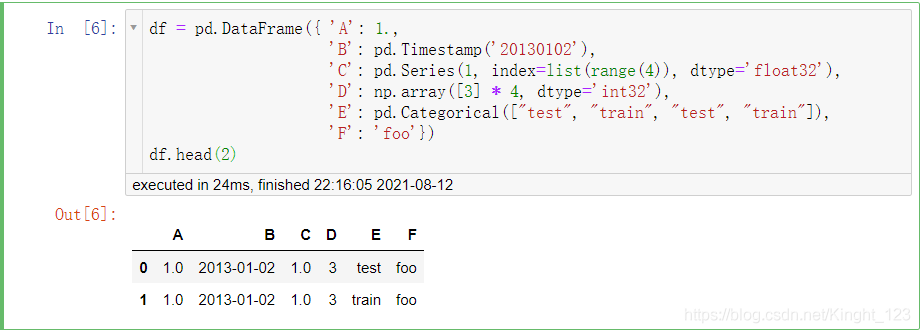 In [6]:
df = pd.DataFrame({ 'A': 1.,
'B': pd.Timestamp('20130102'),
'C': pd.Series(1, index=list(range(4)), dtype='float32'),
'D': np.array([3] * 4, dtype='int32'),
'E': pd.Categorical(["test", "train", "test", "train"]),
'F': 'foo'})
df.head(2)
executed in 24ms, finished 22:16:05 2021-08-12
Out[6]:
A B C D E F
0 1.0 2013-01-02 1.0 3 test foo
1 1.0 2013-01-02 1.0 3 train foo
https://blog.csdn.net/Kinght_123